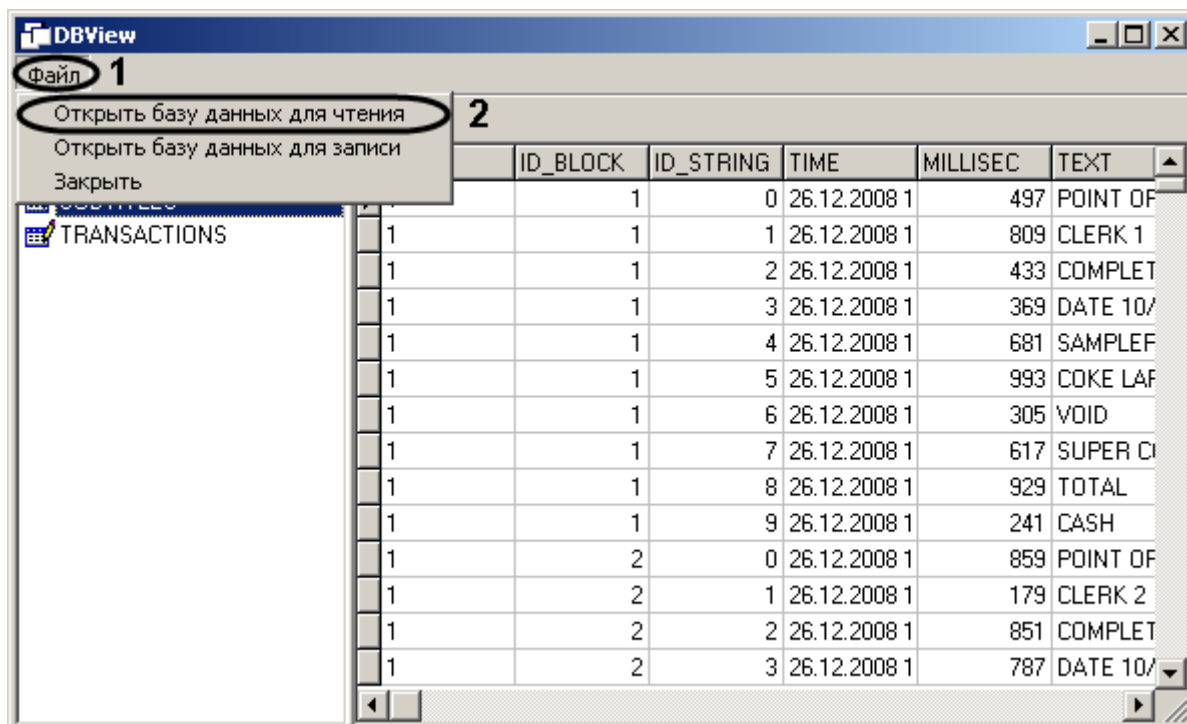 DBView
Файл 1
Открыть базу данных для чтения 2
Открыть базу данных для записи
Закрыть
ID_BLOCK ID_STRING TIME MILLISEC TEXT
1 0 26.12.2008 1 497 POINT OF
TRANSACTIONS
1 1 1 26.12.2008 1 809 CLERK 1
1 1 2 26.12.2008 1 433 COMPLET
1 1 3 26.12.2008 1 369 DATE 10/
1 1 4 26.12.2008 1 681 SAMPLEF
1 1 5 26.12.2008 1 993 COKE LAR
1 1 6 26.12.2008 1 305 VOID
1 1 7 26.12.2008 1 617 SUPER
1 1 8 26.12.2008 1 929 TOTAL
1 1 9 26.12.2008 1 241 CASH
1 2 0 26.12.2008 1 859 POINT OF
1 2 1 26.12.2008 1 179 CLERK 2
1 2 2 26.12.2008 1 851 COMPLET
1 2 3 26.12.2008 1 787 DATE 10/